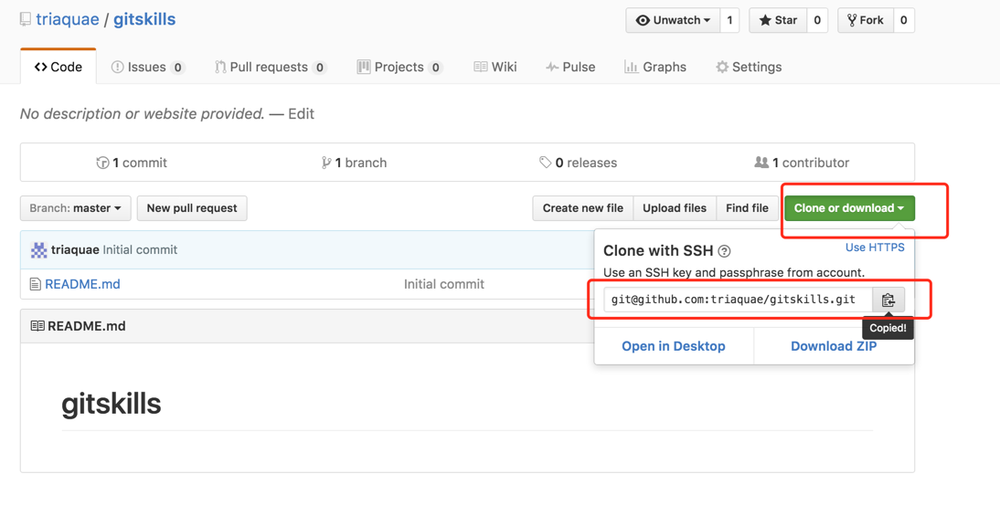 triaquae / gitskills
Unwatch 1 Star 0 Fork 0
Code Issues 0 Pull requests 0 Projects 0 Wiki Pulse Graphs Settings
No description or website provided. — Edit
1 commit 1 branch 0 releases 1 contributor
Branch: master New pull request Create new file Upload files Find file Clone or download
triaquae Initial commit
README.md Initial commit
Clone with SSH ? Use HTTPS
Use an SSH key and passphrase from account.
git@github.com:triaquae/gitskills.git
Copied!
Open in Desktop Download ZIP
README.md
gitskills